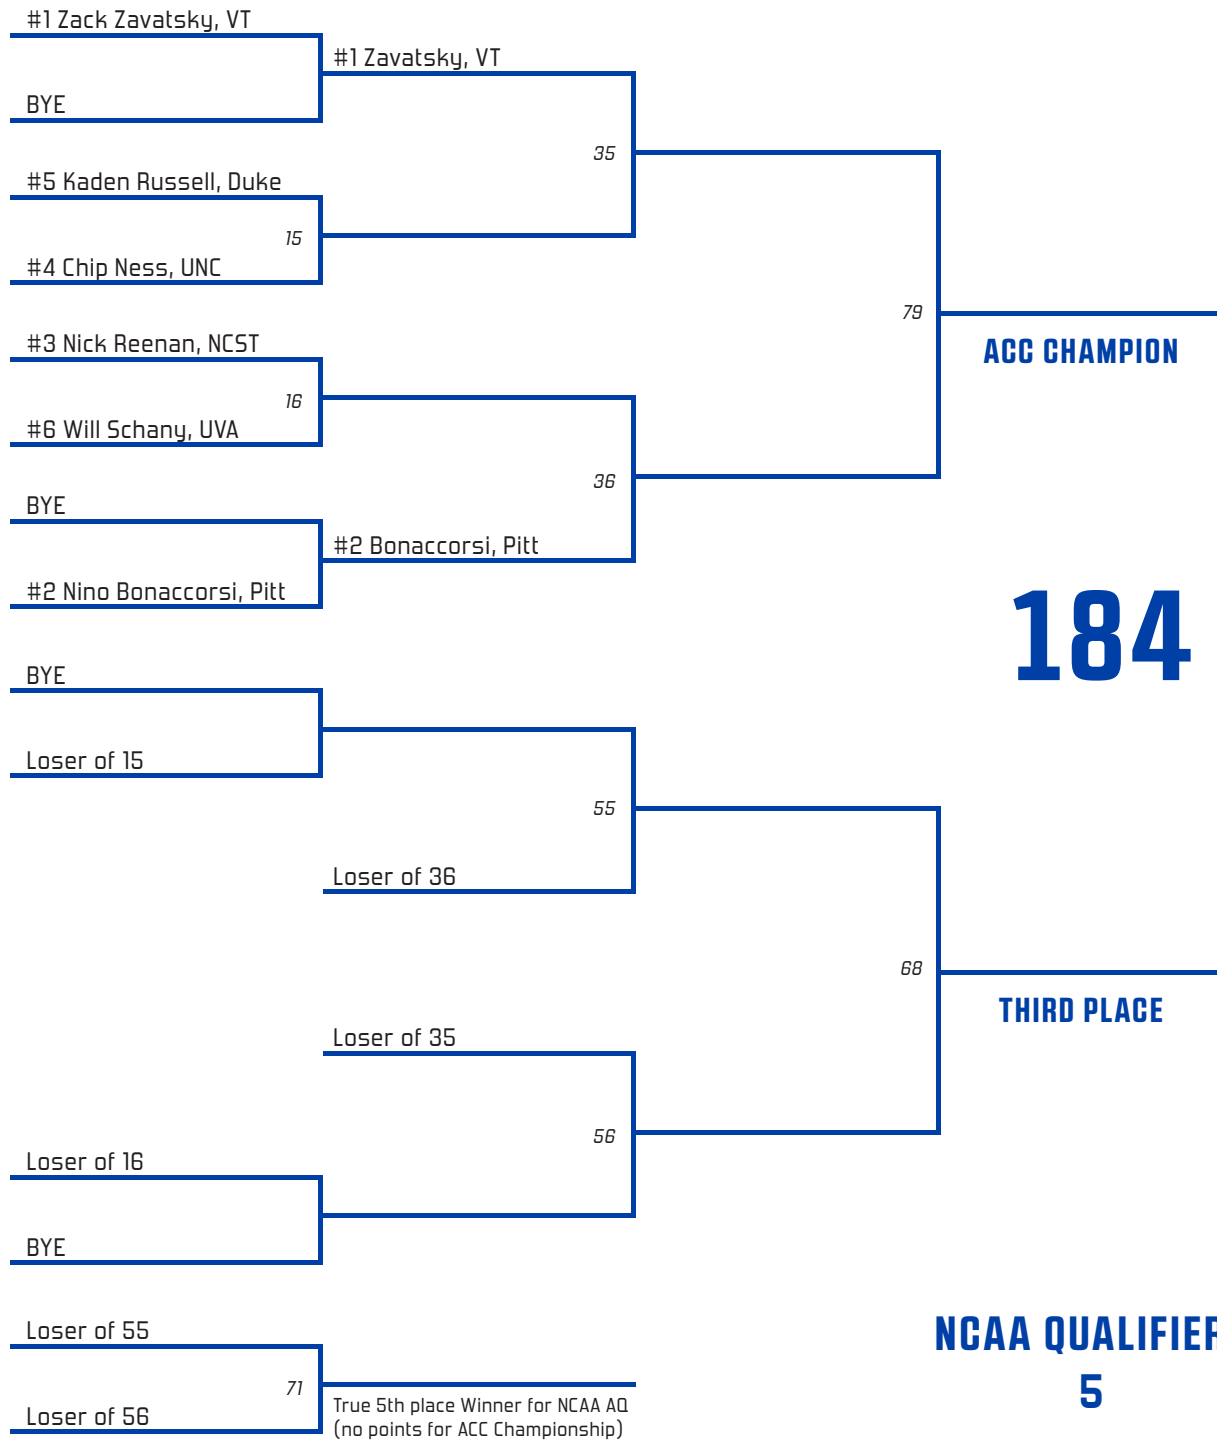 #1 Zack Zavatsky, VT
#1 Zavatsky, VT
BYE
35
#5 Kaden Russell, Duke
15
#4 Chip Ness, UNC
79
#3 Nick Reenan, NCST
ACC CHAMPION
16
#6 Will Schany, UVA
36
BYE
#2 Bonaccorsi, Pitt
#2 Nino Bonaccorsi, Pitt
184
BYE
Loser of 15
55
Loser of 36
68
THIRD PLACE
Loser of 35
56
Loser of 16
BYE
Loser of 55
NCAA QUALIFIER
71
5
True 5th place Winner for NCAA AQ
Loser of 56
(no points for ACC Championship)